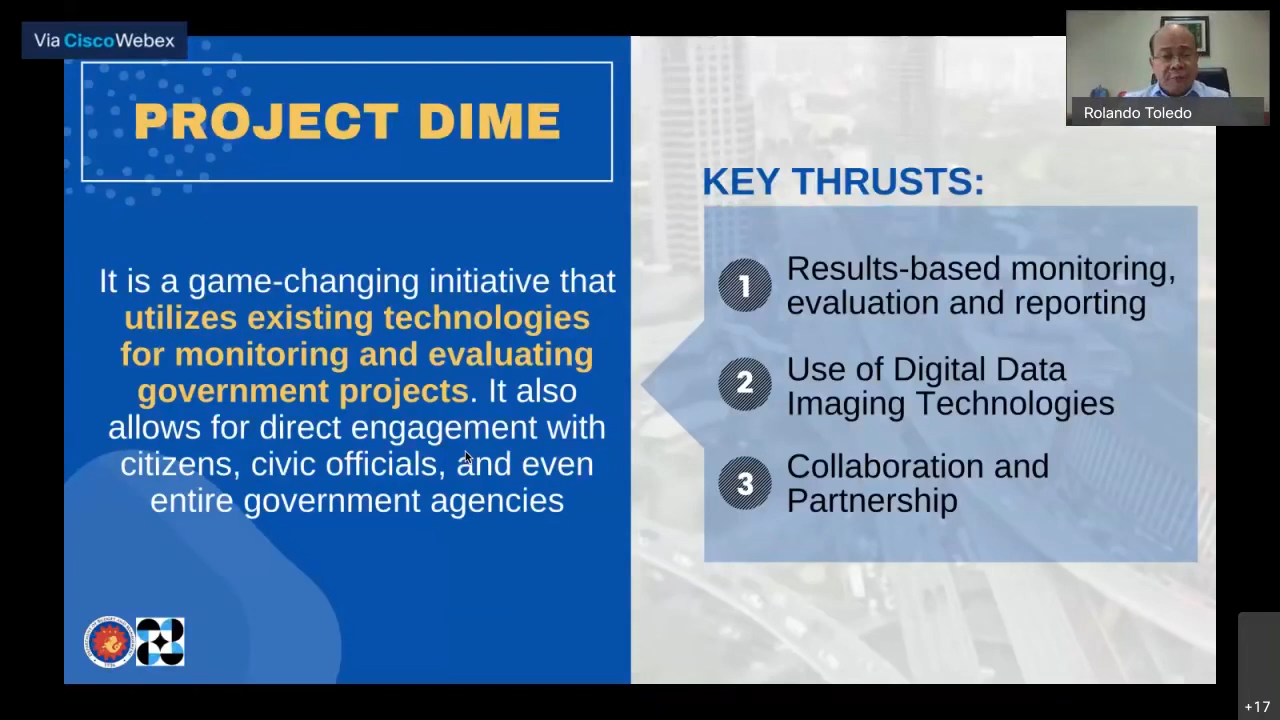 Via CiscoWebex
PROJECT DIME
It is a game-changing initiative that
utilizes existing technologies
for monitoring and evaluating
government projects. It also
allows for direct engagement with
citizens, civic officials, and even
entire government agencies
Rolando Toledo
KEY THRUSTS:
1
Results-based monitoring,
evaluation and reporting
2
Use of Digital Data
Imaging Technologies
3
Collaboration and
Partnership
+17